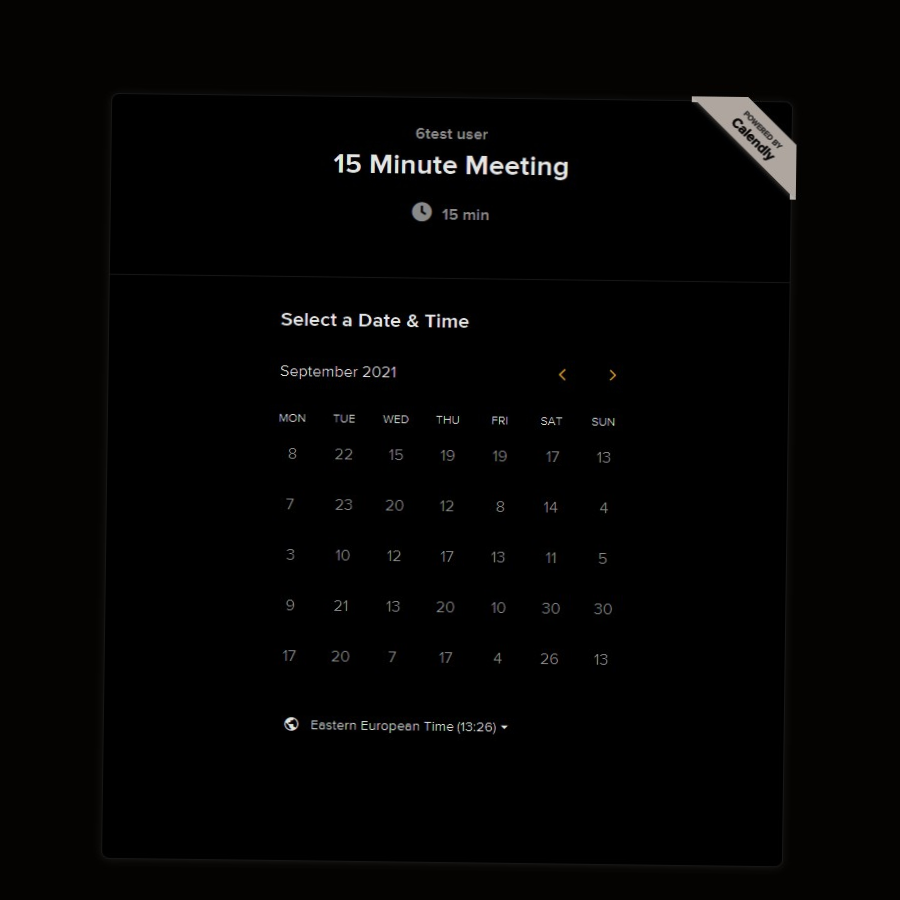 POWERED BY
Calendly
6test user
15 Minute Meeting
15 min
Select a Date & Time
September 2021
MON TUE WED THU FRI SAT SUN
8 22 15 19 19 17 13
7 23 20 12 8 14 4
3 10 12 17 13 11 5
9 21 13 20 10 30 30
17 20 7 17 4 26 13
Eastern European Time (13:26)